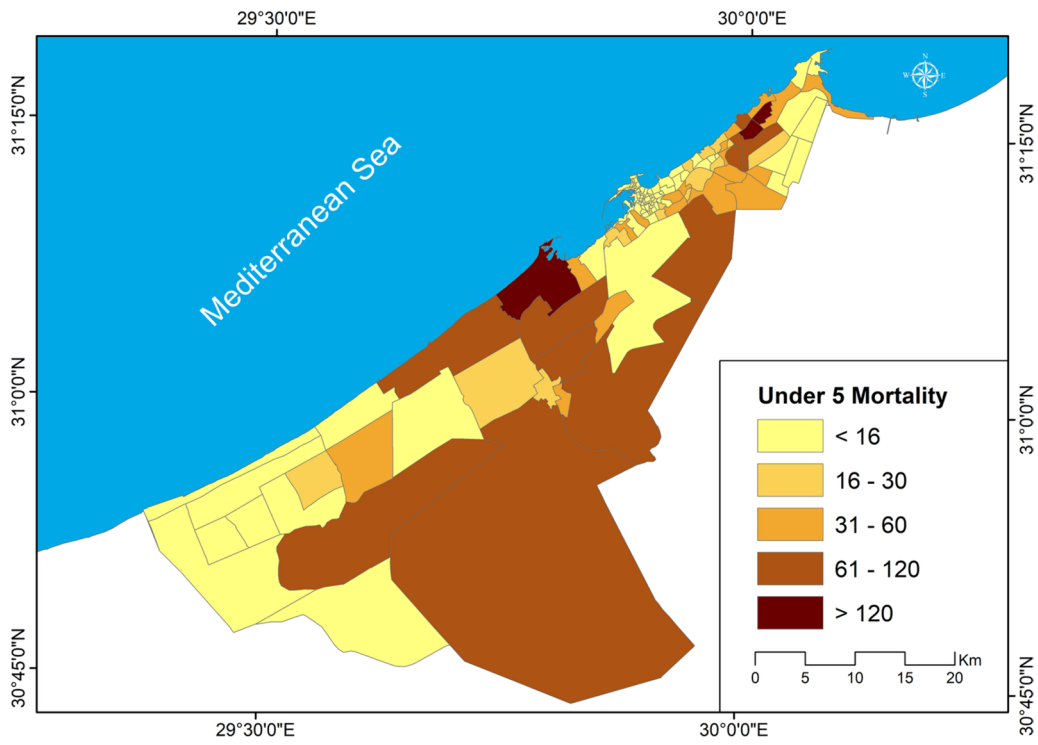 29°30'0"E 30°0'0"E
N
W E
S
31°15'0"N
31°15'0"N
Mediterranean Sea
31°0'0"N
31°0'0"N
Under 5 Mortality
< 16
16 - 30
31 - 60
61 - 120
> 120
Km
0 5 10 15 20
30°45'0"N
30°45'0"N
29°30'0"E 30°0'0"E